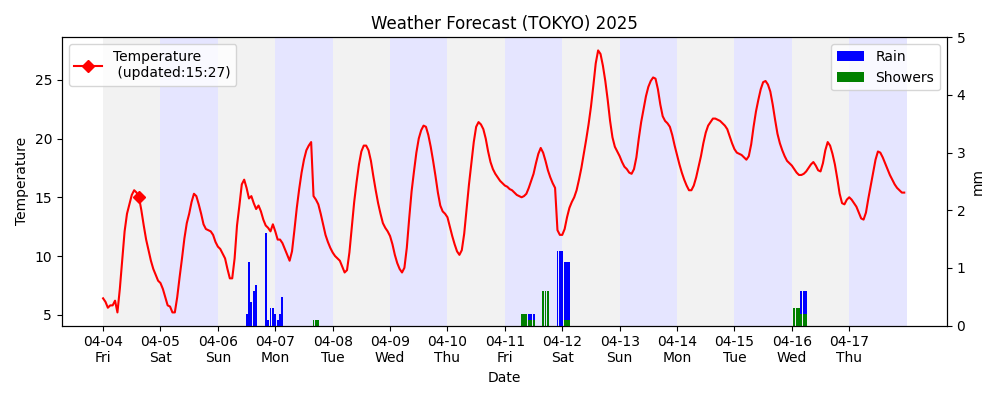 Weather Forecast (TOKYO) 2025
Temperature
(updated:15:27)
Rain
Showers
Temperature
25
20
15
10
5
5
4
3
2
1
0
mm
04-04 04-05 04-06 04-07 04-08 04-09 04-10 04-11 04-12 04-13 04-14 04-15 04-16 04-17
Fri Sat Sun Mon Tue Wed Thu Fri Sat Sun Mon Tue Wed Thu
Date